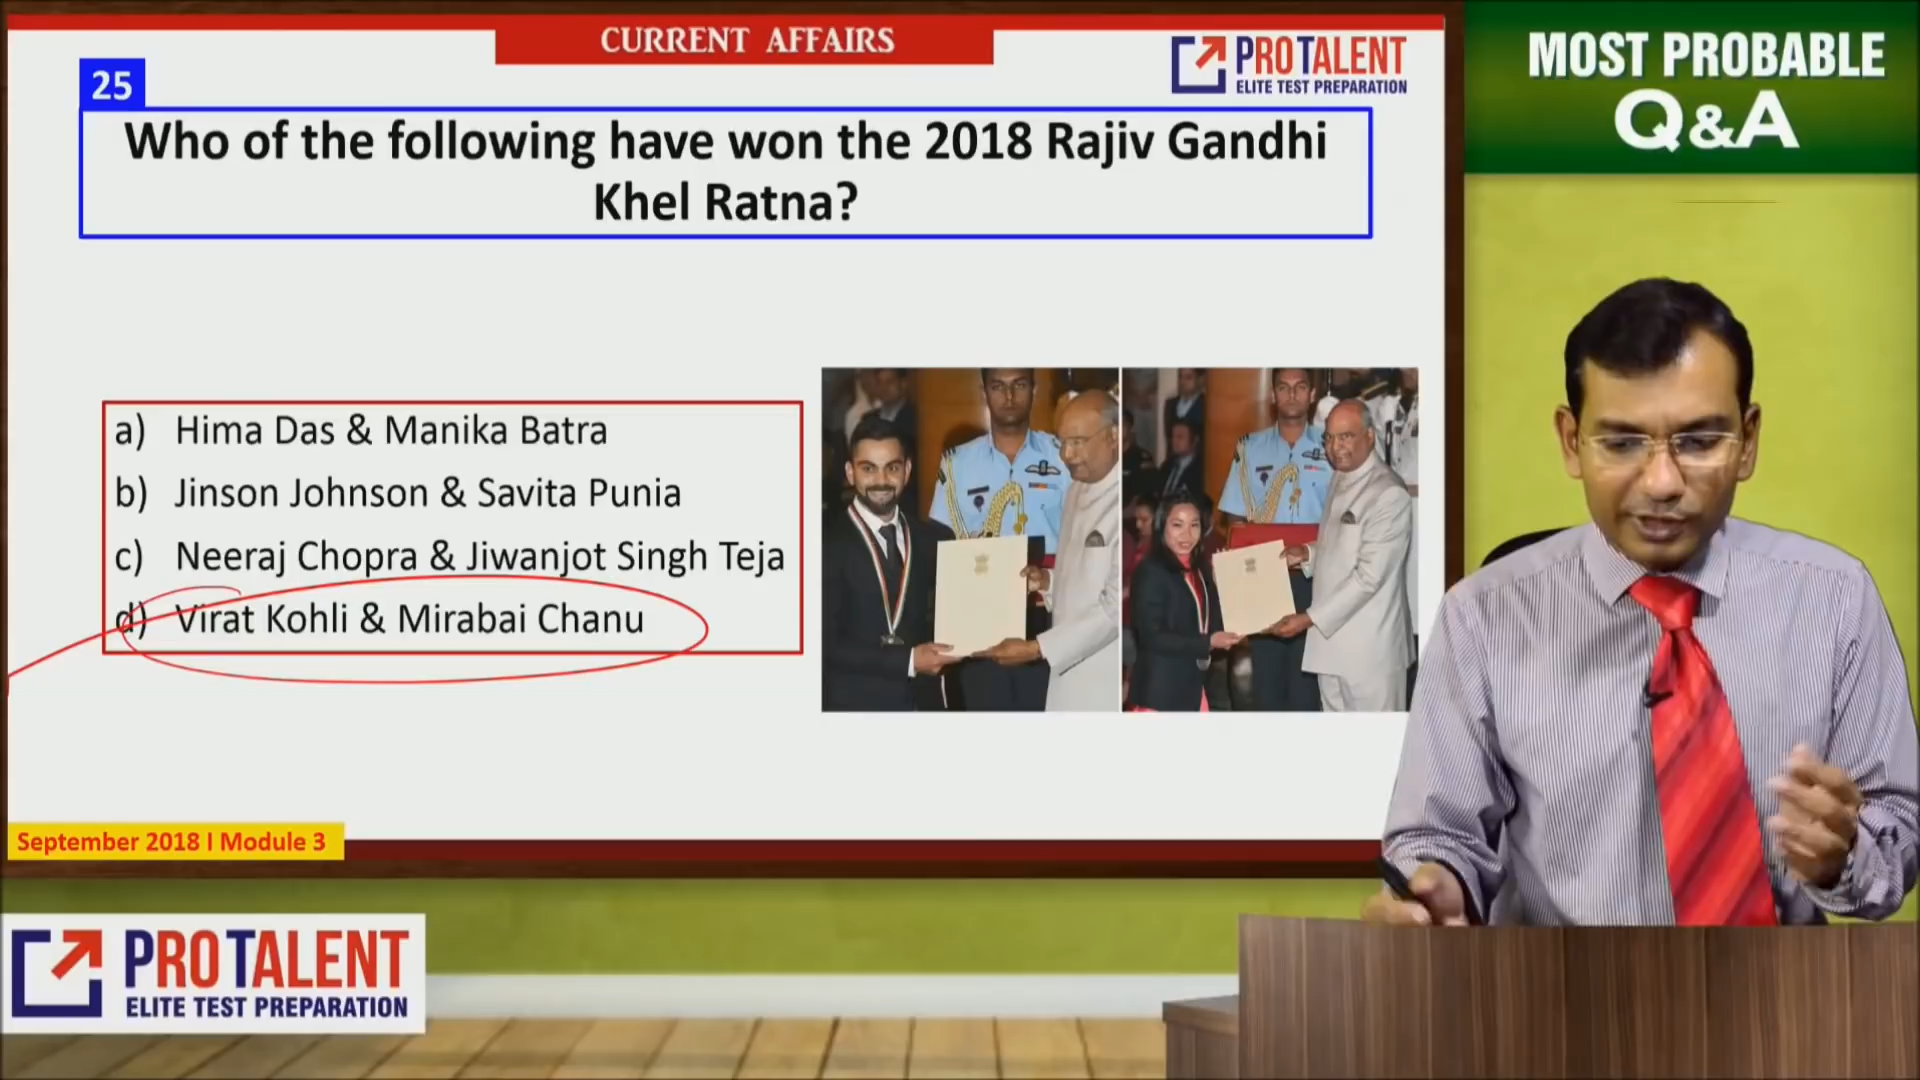 CURRENT AFFAIRS
PROTALENT
ELITE TEST PREPARATION
MOST PROBABLE
Q&A
25
Who of the following have won the 2018 Rajiv Gandhi
Khel Ratna?
a) Hima Das & Manika Batra
b) Jinson Johnson & Savita Punia
c) Neeraj Chopra & Jiwanjot Singh Teja
d) Virat Kohli & Mirabai Chanu
September 2018 I Module 3
PROTALENT
ELITE TEST PREPARATION